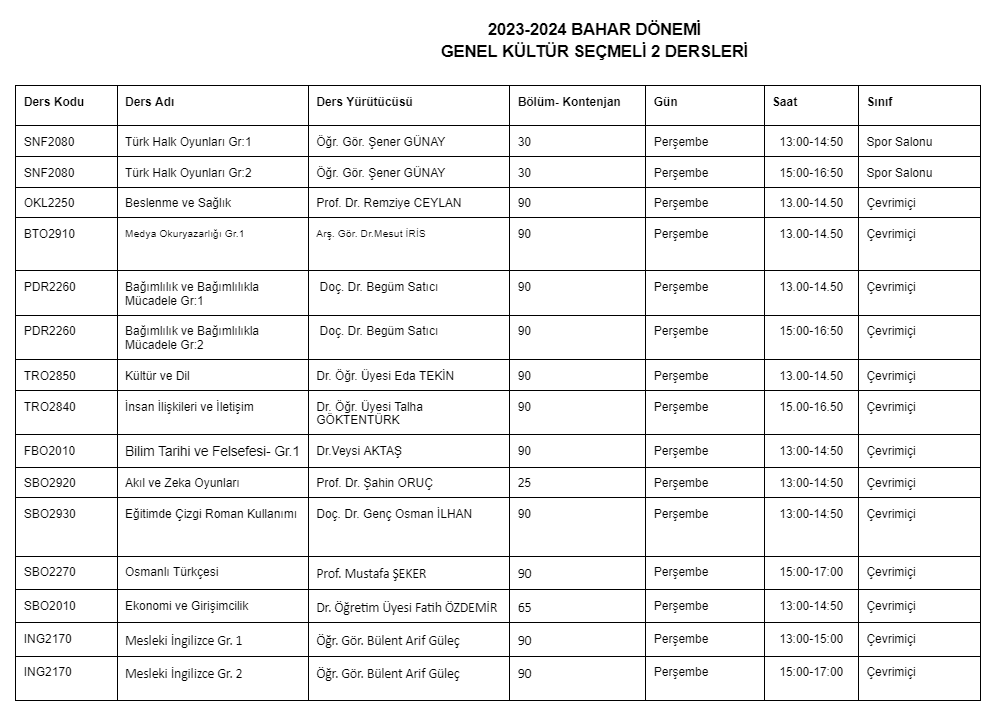 2023-2024 BAHAR DÖNEMİ
GENEL KÜLTÜR SEÇMELİ 2 DERSLERİ
Ders Kodu Ders Adı Ders Yürütücüsü Bölüm- Kontenjan Gün Saat Sınıf
SNF2080 Türk Halk Oyunları Gr:1 Öğr. Gör. Şener GÜNAY 30 Perşembe 13:00-14:50 Spor Salonu
SNF2080 Türk Halk Oyunları Gr:2 Öğr. Gör. Şener GÜNAY 30 Perşembe 15:00-16:50 Spor Salonu
OKL2250 Beslenme ve Sağlık Prof. Dr. Remziye CEYLAN 90 Perşembe 13.00-14.50 Çevrimiçi
BTO2910 Medya Okuryazarlığı Gr.1 Arş. Gör. Dr.Mesut İRİS 90 Perşembe 13.00-14.50 Çevrimiçi
PDR2260 Bağımlılık ve Bağımlılıkla Doç. Dr. Begüm Satıcı 90 Perşembe 13.00-14.50 Çevrimiçi
Mücadele Gr:1
PDR2260 Bağımlılık ve Bağımlılıkla Doç. Dr. Begüm Satıcı 90 Perşembe 15:00-16:50 Çevrimiçi
Mücadele Gr:2
TRO2850 Kültür ve Dil Dr. Öğr. Üyesi Eda TEKİN 90 Perşembe 13.00-14.50 Çevrimiçi
TRO2840 İnsan İlişkileri ve İletişim Dr. Öğr. Üyesi Talha 90 Perşembe 15.00-16.50 Çevrimiçi
GÖKTENTÜRK
FBO2010 Bilim Tarihi ve Felsefesi- Gr.1 Dr.Veysi AKTAŞ 90 Perşembe 13:00-14:50 Çevrimiçi
SBO2920 Akıl ve Zeka Oyunları Prof. Dr. Şahin ORUÇ 25 Perşembe 13:00-14:50 Çevrimiçi
SBO2930 Eğitimde Çizgi Roman Kullanımı Doç. Dr. Genç Osman İLHAN 90 Perşembe 13:00-14:50 Çevrimiçi
SBO2270 Osmanlı Türkçesi Prof. Mustafa ŞEKER 90 Perşembe 15:00-17:00 Çevrimiçi
SBO2010 Ekonomi ve Girişimcilik Dr. Öğretim Üyesi Fatih ÖZDEMİR 65 Perşembe 13:00-14:50 Çevrimiçi
ING2170 Mesleki İngilizce Gr. 1 Öğr. Gör. Bülent Arif Güleç 90 Perşembe 13:00-15:00 Çevrimiçi
ING2170 Mesleki İngilizce Gr. 2 Öğr. Gör. Bülent Arif Güleç 90 Perşembe 15:00-17:00 Çevrimiçi